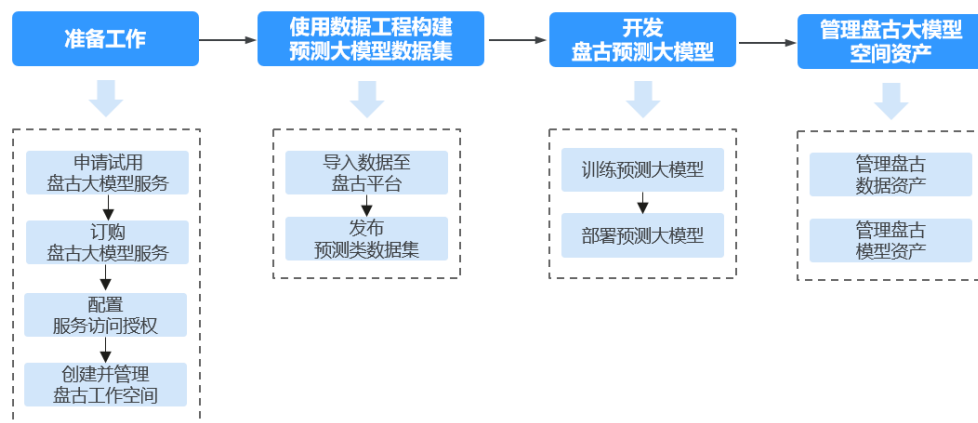 准备工作
使用数据工程构建
预测大模型数据集
开发
盘古预测大模型
管理盘古大模型
空间资产
申请试用
盘古大模型服务
订购
盘古大模型服务
配置
服务访问授权
创建并管理
盘古工作空间
导入数据至
盘古平台
发布
预测类数据集
训练预测大模型
部署预测大模型
管理盘古
数据资产
管理盘古
模型资产